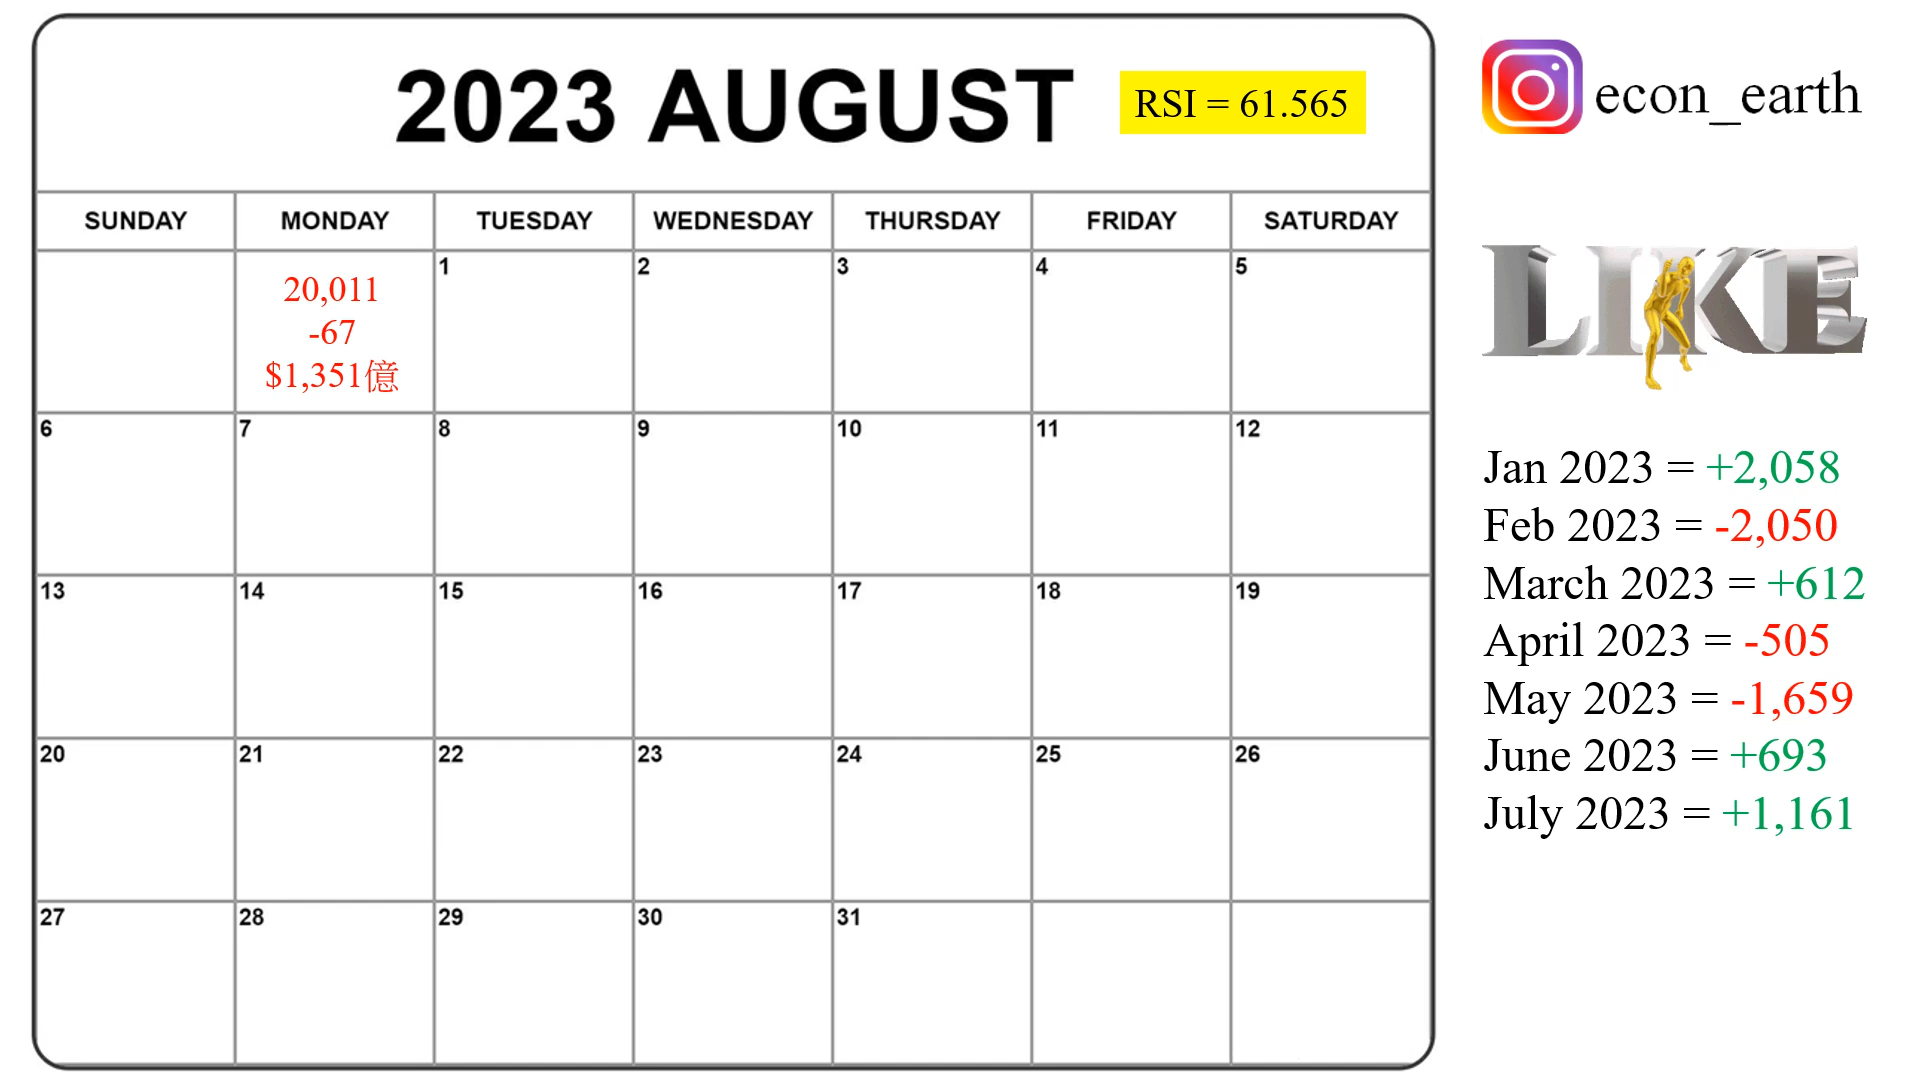 2023 AUGUST
RSI = 61.565
econ_earth
SUNDAY MONDAY TUESDAY WEDNESDAY THURSDAY FRIDAY SATURDAY
20,011
-67
$1,351億
1 2 3 4 5
6 7 8 9 10 11 12
13 14 15 16 17 18 19
20 21 22 23 24 25 26
27 28 29 30 31
LIKE
Jan 2023 = +2,058
Feb 2023 = -2,050
March 2023 = +612
April 2023 = -505
May 2023 = -1,659
June 2023 = +693
July 2023 = +1,161